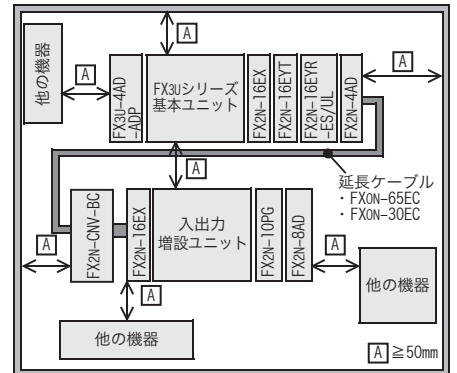 他の機器
A
A
A
FX3U-4AD
-ADP
FX3Uシリーズ
基本ユニット
FX2N-16EX
FX2N-16EYT
FX2N-16EYR
-ES/UL
FX2N-4AD
A
延長ケーブル
・FX0N-65EC
・FX0N-30EC
A
FX2N-CNV-BC
FX2N-16EX
入出力
増設ユニット
FX2N-10PG
FX2N-8AD
A
他の機器
A
他の機器
A ≧50mm